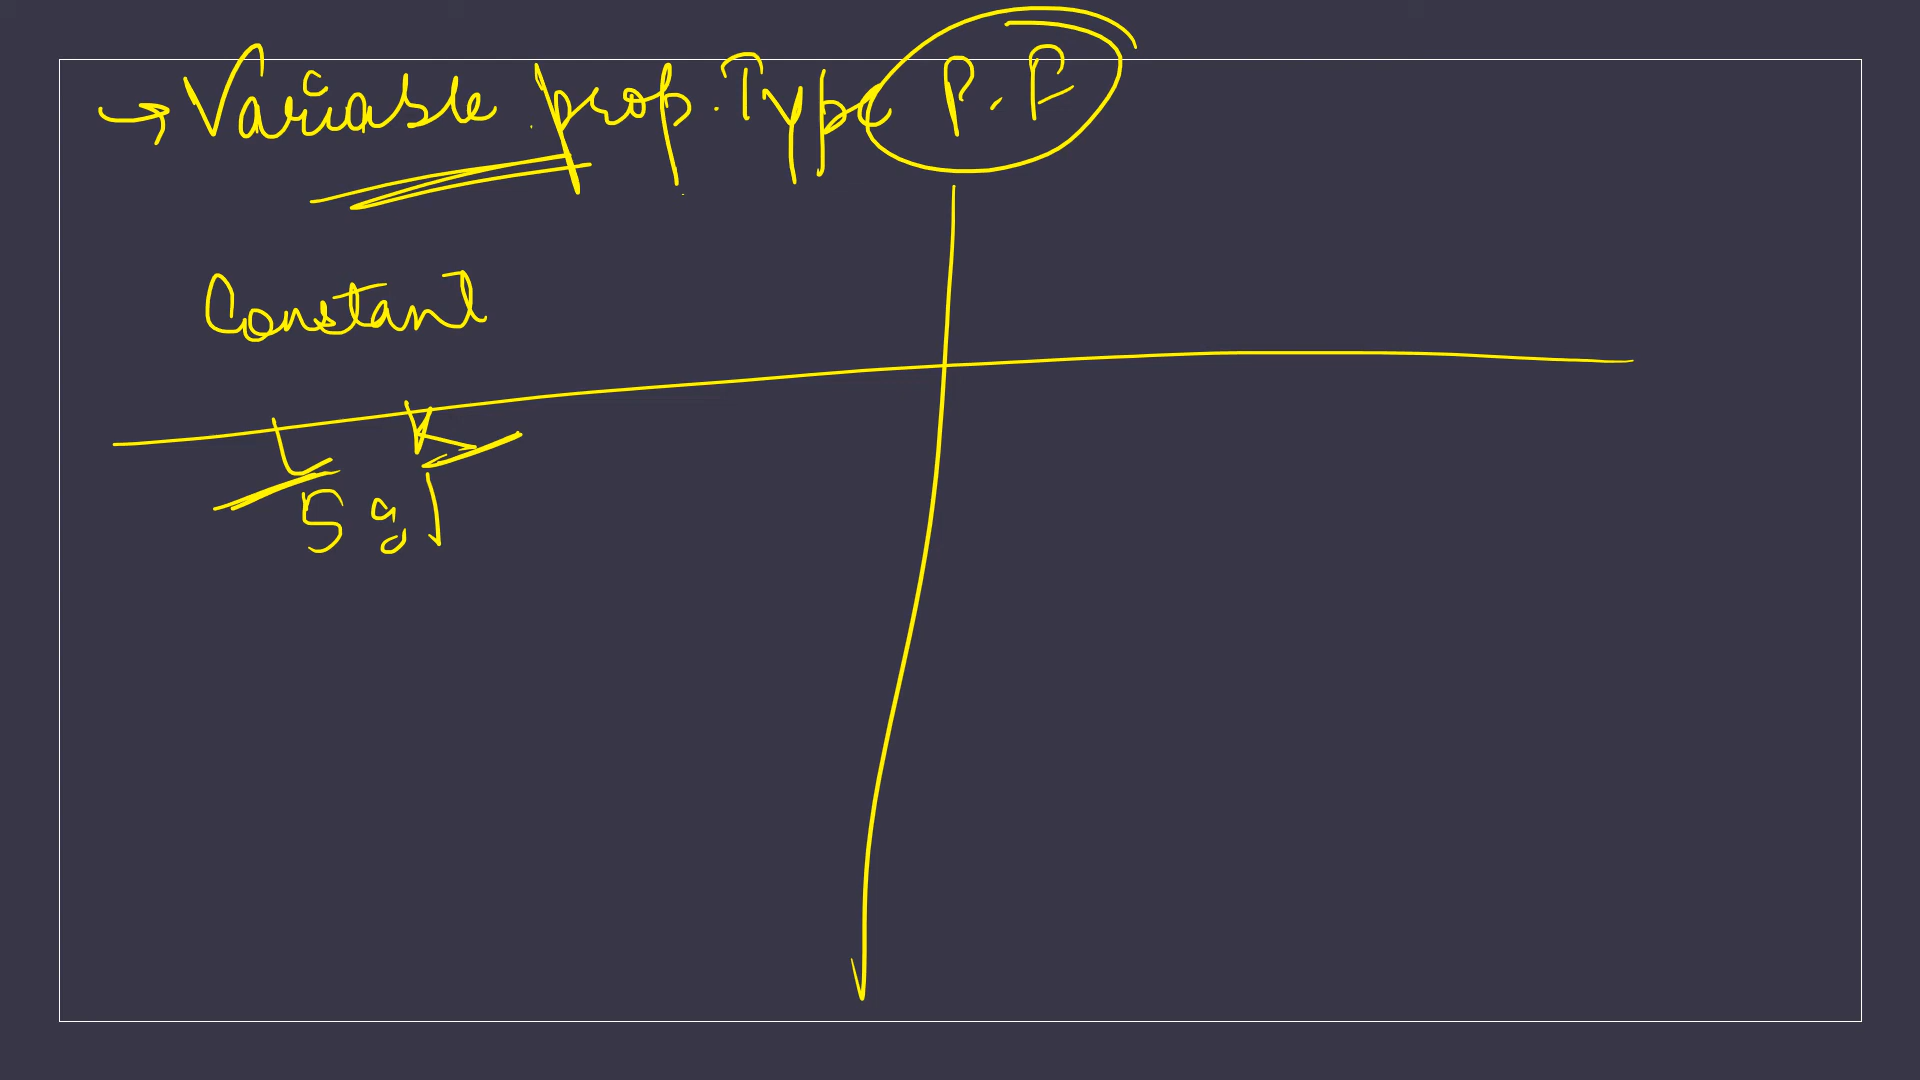 → Variable prop. Type P.F
Constant
L K
5 g